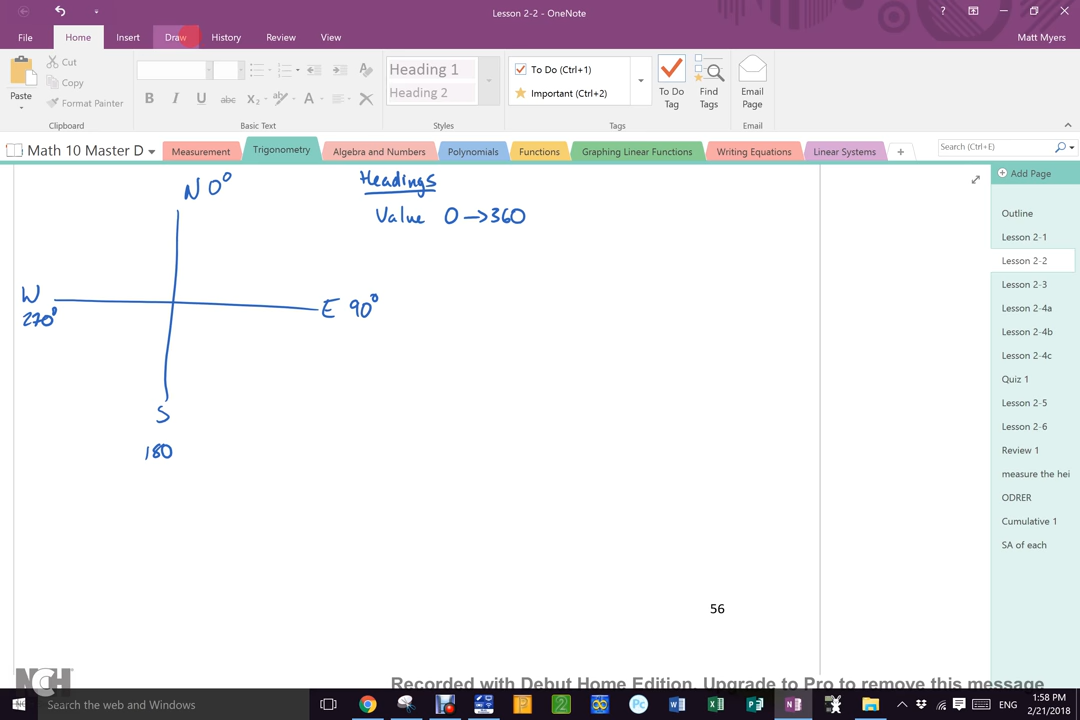 Lesson 2-2 - OneNote
?
File
Home
Insert
Draw
History
Review
View
Matt Myers
Paste
Cut
Copy
Format Painter
Clipboard
B I U abc X₂ A
Basic Text
Heading 1
Heading 2
Styles
To Do (Ctrl+1)
Important (Ctrl+2)
To Do Tag
Find Tags
Tags
Email Page
Email
Math 10 Master D
Measurement
Trigonometry
Algebra and Numbers
Polynomials
Functions
Graphing Linear Functions
Writing Equations
Linear Systems
Search (Ctrl+E)
Add Page
Outline
Lesson 2-1
Lesson 2-2
Lesson 2-3
Lesson 2-4a
Lesson 2-4b
Lesson 2-4c
Quiz 1
Lesson 2-5
Lesson 2-6
Review 1
measure the hei
ODRER
Cumulative 1
SA of each
N 0°
Headings
Value 0 → 360
W
270°
E 90°
S
180
56
NCH
Recorded with Debut Home Edition. Upgrade to Pro to remove this message
Search the web and Windows
1:58 PM
2/21/2018